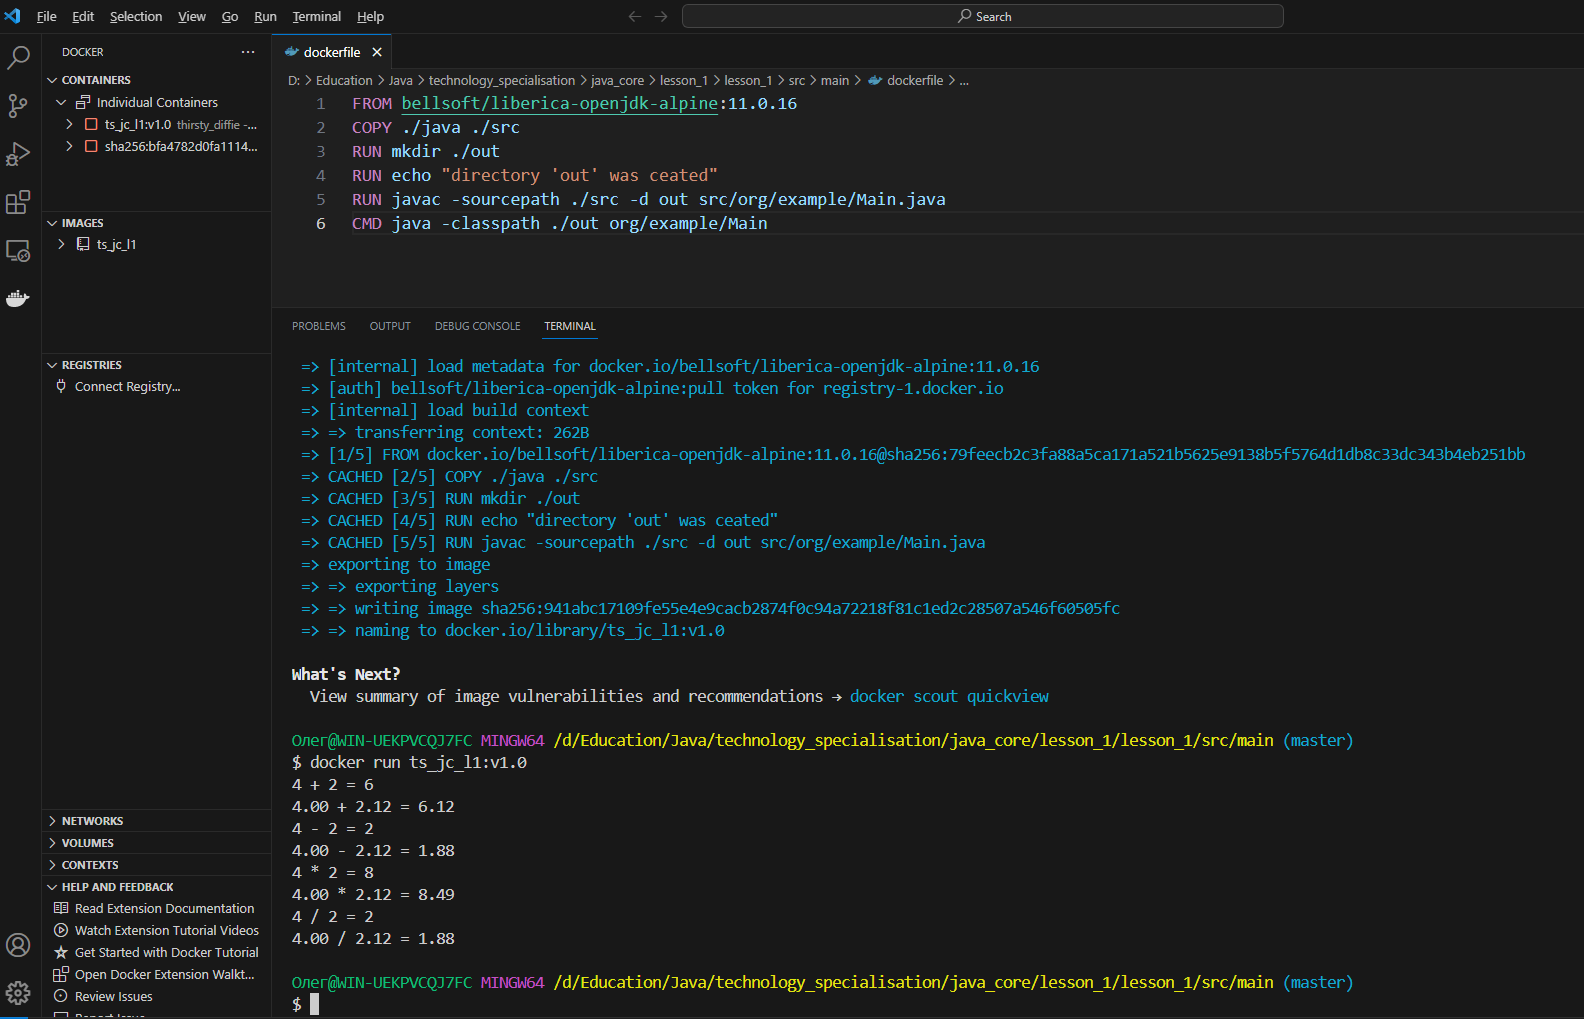 File Edit Selection View Go Run Terminal Help
Search
DOCKER
CONTAINERS
Individual Containers
ts_jc_l1:v1.0 thirsty_diffie -...
sha256:bfa4782d0fa1114...
IMAGES
ts_jc_l1
REGISTRIES
Connect Registry...
NETWORKS
VOLUMES
CONTEXTS
HELP AND FEEDBACK
Read Extension Documentation
Watch Extension Tutorial Videos
Get Started with Docker Tutorial
Open Docker Extension Walkt...
Review Issues
Report Issue
dockerfile
D: > Education > Java > technology_specialisation > java_core > lesson_1 > lesson_1 > src > main > dockerfile > ...
1 FROM bellsoft/liberica-openjdk-alpine:11.0.16
2 COPY ./java ./src
3 RUN mkdir ./out
4 RUN echo "directory 'out' was ceated"
5 RUN javac -sourcepath ./src -d out src/org/example/Main.java
6 CMD java -classpath ./out org/example/Main
PROBLEMS OUTPUT DEBUG CONSOLE TERMINAL
=> [internal] load metadata for docker.io/bellsoft/liberica-openjdk-alpine:11.0.16
=> [auth] bellsoft/liberica-openjdk-alpine:pull token for registry-1.docker.io
=> [internal] load build context
=> => transferring context: 262B
=> [1/5] FROM docker.io/bellsoft/liberica-openjdk-alpine:11.0.16@sha256:79feecb2c3fa88a5ca171a521b5625e9138b5f5764d1db8c33dc343b4eb251bb
=> CACHED [2/5] COPY ./java ./src
=> CACHED [3/5] RUN mkdir ./out
=> CACHED [4/5] RUN echo "directory 'out' was ceated"
=> CACHED [5/5] RUN javac -sourcepath ./src -d out src/org/example/Main.java
=> exporting to image
=> => exporting layers
=> => writing image sha256:941abc17109fe55e4e9cacb2874f0c94a72218f81c1ed2c28507a546f60505fc
=> => naming to docker.io/library/ts_jc_l1:v1.0
What's Next?
View summary of image vulnerabilities and recommendations → docker scout quickview
Олег@WIN-UEKPVCQJ7FC MINGW64 /d/Education/Java/technology_specialisation/java_core/lesson_1/lesson_1/src/main (master)
$ docker run ts_jc_l1:v1.0
4 + 2 = 6
4.00 + 2.12 = 6.12
4 - 2 = 2
4.00 - 2.12 = 1.88
4 * 2 = 8
4.00 * 2.12 = 8.49
4 / 2 = 2
4.00 / 2.12 = 1.88
Олег@WIN-UEKPVCQJ7FC MINGW64 /d/Education/Java/technology_specialisation/java_core/lesson_1/lesson_1/src/main (master)
$